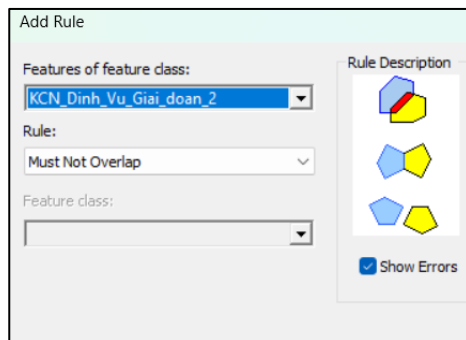 Add Rule
Features of feature class:
KCN_Dinh_Vu_Giai_doan_2
Rule:
Must Not Overlap
Feature class:
Rule Description
Show Errors